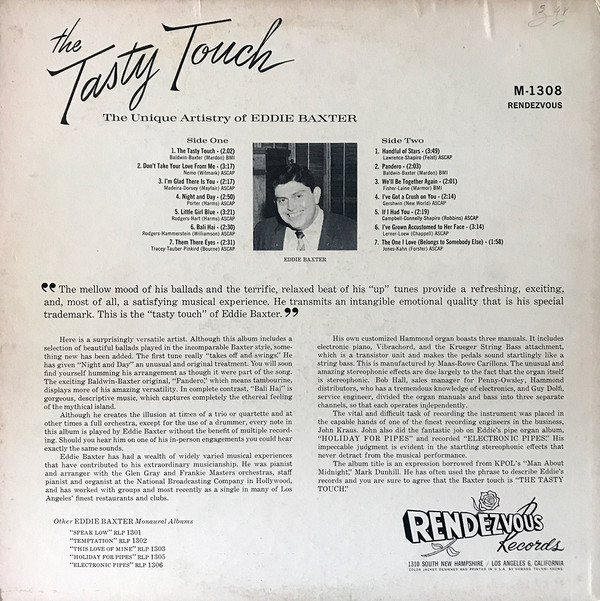 the
Tasty Touch
M-1308
RENDEZVOUS
The Unique Artistry of EDDIE BAXTER
Side One
1. The Tasty Touch - (2:02)
Baldwin-Baxter (Mardon) BMI
2. Don't Take Your Love From Me - (3:17)
Nemo (Witmark) ASCAP
3. I'm Glad There Is You - (2:17)
Madeira-Dorsey (Mayfair) ASCAP
4. Night and Day - (2:50)
Porter (Harms) ASCAP
5. Little Girl Blue - (3:21)
Rodgers-Hart (Harms) ASCAP
6. Bali Hai - (2:30)
Rodgers-Hammerstein (Williamson) ASCAP
7. Them There Eyes - (2:31)
Tracey-Tauber-Pinkard (Bourne) ASCAP
EDDIE BAXTER
Side Two
1. Handful of Stars - (3:49)
Lawrence-Shapiro (Feist) ASCAP
2. Pandero - (2:03)
Baldwin-Baxter (Mardon) BMI
3. We'll Be Together Again - (2:01)
Fisher-Laine (Marmor) BMI
4. I've Got a Crush on You - (2:14)
Gershwin (New World) ASCAP
5. If I Had You - (2:19)
Campbell-Connelly-Shapiro (Robbins) ASCAP
6. I've Grown Accustomed to Her Face - (3:14)
Lerner-Loew (Chappell) ASCAP
7. The One I Love (Belongs to Somebody Else) - (1:58)
Jones-Kahn (Forster) ASCAP
"The mellow mood of his ballads and the terrific, relaxed beat of his "up" tunes provide a refreshing, exciting,
and, most of all, a satisfying musical experience. He transmits an intangible emotional quality that is his special
trademark. This is the "tasty touch" of Eddie Baxter."
Here is a surprisingly versatile artist. Although this album includes a
selection of beautiful ballads played in the incomparable Baxter style, some-
thing new has been added. The first tune really "takes off and swings." He
has given "Night and Day" an unusual and original treatment. You will soon
find yourself humming his arrangement as though it were part of the song.
The exciting Baldwin-Baxter original, "Pandero," which means tambourine,
displays more of his amazing versatility. In complete contrast, "Bali Hai," is
gorgeous, descriptive music, which captures completely the ethereal feeling
of the mythical island.
Although he creates the illusion at times of a trio or quartette and at
other times a full orchestra, except for the use of a drummer, every note in
this album is played by Eddie Baxter without the benefit of multiple record-
ing. Should you hear him on one of his in-person engagements you could hear
exactly the same sounds.
Eddie Baxter has had a wealth of widely varied musical experiences
that have contributed to his extraordinary musicianship. He was pianist
and arranger with the Glen Gray and Frankie Masters orchestras, staff
pianist and organist at the National Broadcasting Company in Hollywood,
and has worked with groups and most recently as a single in many of Los
Angeles' finest restaurants and clubs.
His own customized Hammond organ boasts three manuals. It includes
electronic piano, Vibrachord, and the Krueger String Bass attachment,
which is a transistor unit and makes the pedals sound startlingly like a
string bass. This is manufactured by Maas-Rowe Carillons. The unusual and
amazing stereophonic effects are due largely to the fact that the organ itself
is stereophonic. Bob Hall, sales manager for Penny-Owsley, Hammond
distributors, who has a tremendous knowledge of electronics, and Guy Dolfi,
service engineer, divided the organ manuals and bass into three separate
channels, so that each operates independently.
The vital and difficult task of recording the instrument was placed in
the capable hands of one of the finest recording engineers in the business,
John Kraus. John also did the fantastic job on Eddie's pipe organ album,
"HOLIDAY FOR PIPES" and recorded "ELECTRONIC PIPES." His
impeccable judgment is evident in the startling stereophonic effects that
never detract from the musical performance.
The album title is an expression borrowed from KPOL's "Man About
Midnight," Mark Dunhill. He has often used the phrase to describe Eddie's
records and you are sure to agree that the Baxter touch is "THE TASTY
TOUCH."
Other EDDIE BAXTER Monaural Albums
"SPEAK LOW" RLP 1301
"TEMPTATION" RLP 1302
"THIS LOVE OF MINE" RLP 1303
"HOLIDAY FOR PIPES" RLP 1305
"ELECTRONIC PIPES" RLP 1306
RENDEZVOUS
Records
1310 SOUTH NEW HAMPSHIRE / LOS ANGELES 6, CALIFORNIA